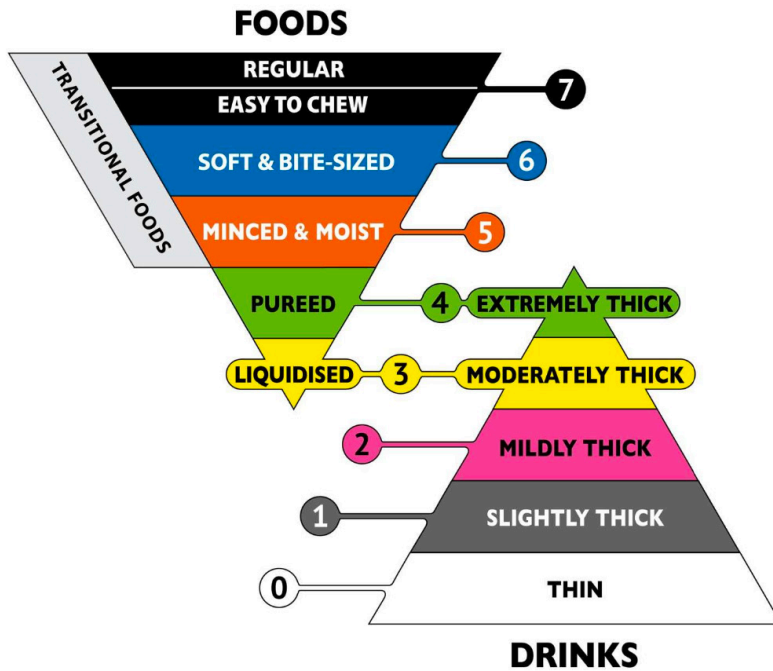 FOODS
TRANSITIONAL FOODS
REGULAR
EASY TO CHEW
7
SOFT & BITE-SIZED
6
MINCED & MOIST
5
PUREED
4
EXTREMELY THICK
LIQUIDISED
3
MODERATELY THICK
2
MILDLY THICK
1
SLIGHTLY THICK
0
THIN
DRINKS